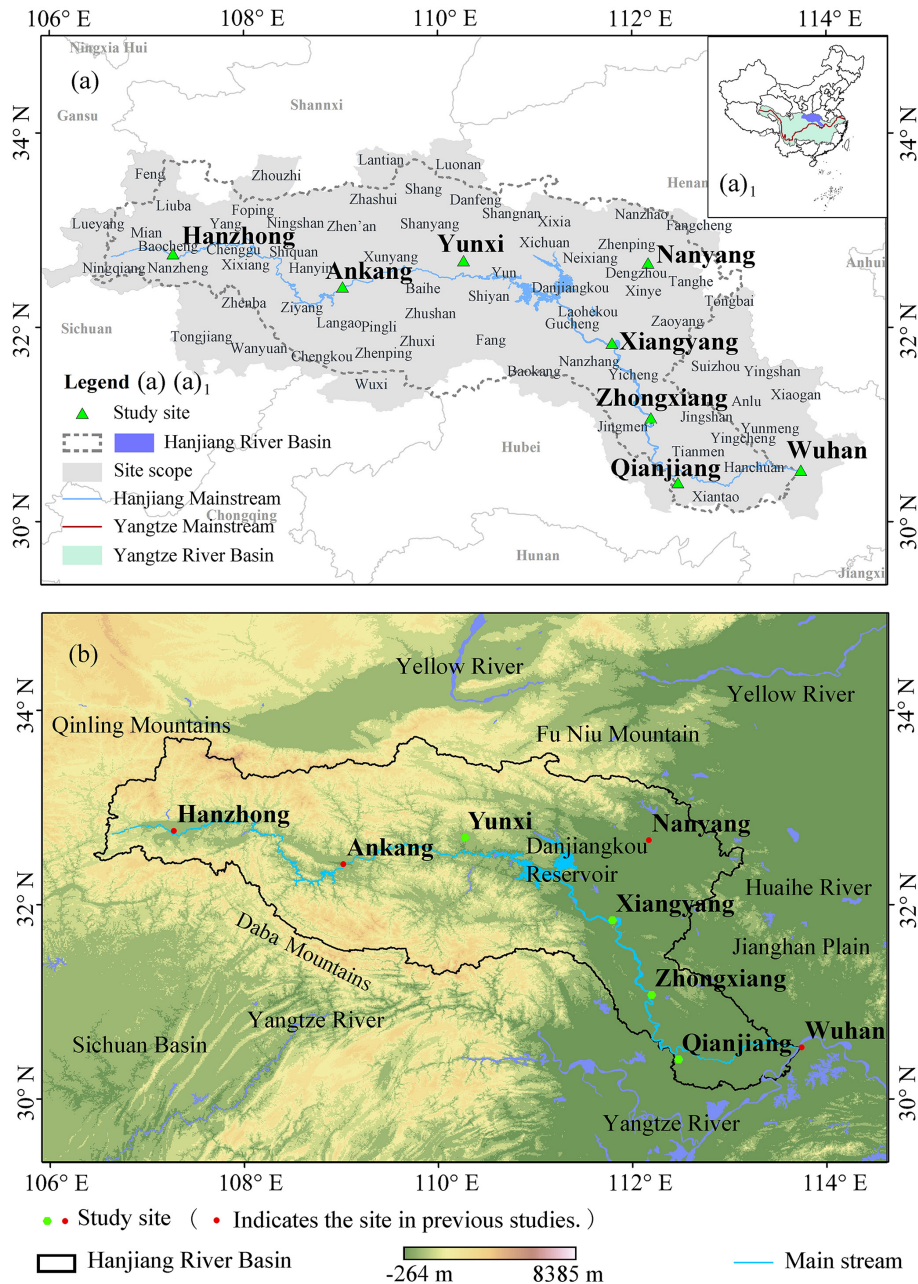 106° E 108° E 110° E 112° E 114° E
Ningxia Hui
(a)
Gansu
Shannxi
34° N
34° N
(a)1
Henan
Lantian
Luonan
Feng
Zhouzhi
Shang
Liuba
Zhashui
Danfeng
Foping
Shangnan
Nanzhao
Lueyang
Yang
Ningshan
Zhen'an
Shanyang
Xixia
Fangcheng
Mian
Hanzhong
Yunxi
Xichuan
Zhenping
Baocheng
Chenggu
Shiquan
Xunyang
Neixiang
Nanyang
Anhui
Ningqiang
Nanzheng
Xixiang
Hanyin
Ankang
Yun
Dengzhou
Tanghe
Baihe
Shiyan
Danjiangkou
Xinye
Zhenba
Ziyang
Tongbai
Zhushan
Laohekou
Langao
Pingli
Gucheng
Zaoyang
Sichuan
32° N
32° N
Tongjiang
Wanyuan
Zhuxi
Fang
Xiangyang
Chengkou
Zhenping
Nanzhang
Suizhou
Yingshan
Baokang
Yicheng
Wuxi
Legend (a) (a)1
Zhongxiang
Anlu
Xiaogan
Study site
Jingshan
Jingmen
Yunmeng
Yingcheng
Hanjiang River Basin
Hubei
Tianmen
Wuhan
Site scope
Qianjiang
Hanchuan
Hanjiang Mainstream
Xiantao
Chongqing
Yangtze Mainstream
30° N
30° N
Yangtze River Basin
Hunan
Jiangxi
(b)
Yellow River
Yellow River
34° N
34° N
Qinling Mountains
Fu Niu Mountain
Hanzhong
Yunxi
Nanyang
Ankang
Danjiangkou
Reservoir
Huaihe River
32° N
32° N
Xiangyang
Daba Mountains
Jianghan Plain
Zhongxiang
Yangtze River
Wuhan
Sichuan Basin
Qianjiang
30° N
30° N
Yangtze River
106° E 108° E 110° E 112° E 114° E
Study site ( Indicates the site in previous studies. )
Hanjiang River Basin
-264 m 8385 m
Main stream